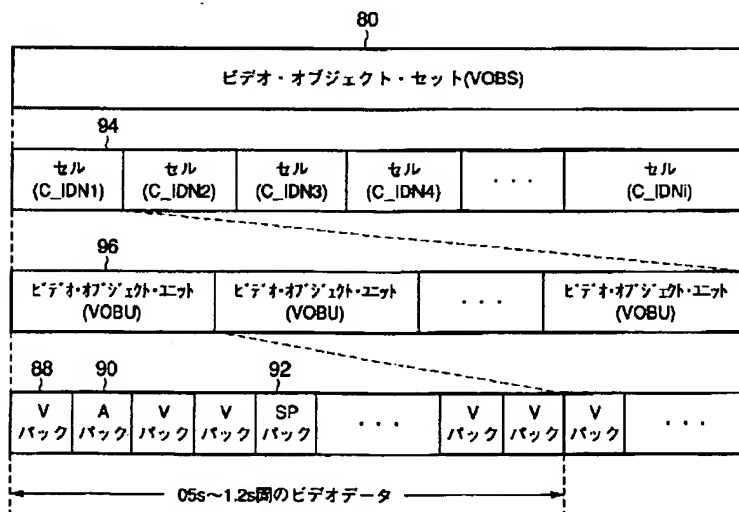 80
ビデオ・オブジェクト・セット(VOBS)
94
セル セル セル セル セル
(C_IDN1) (C_IDN2) (C_IDN3) (C_IDN4) ・・・ (C_IDNi)
96
ビデオ・オブジェクト・ユニット ビデオ・オブジェクト・ユニット ビデオ・オブジェクト・ユニット
(VOBU) (VOBU) ・・・ (VOBU)
88 90 92
V A V V SP V V V
パック パック パック パック パック ・・・ パック パック パック ・・・
05s～1.2s間のビデオデータ